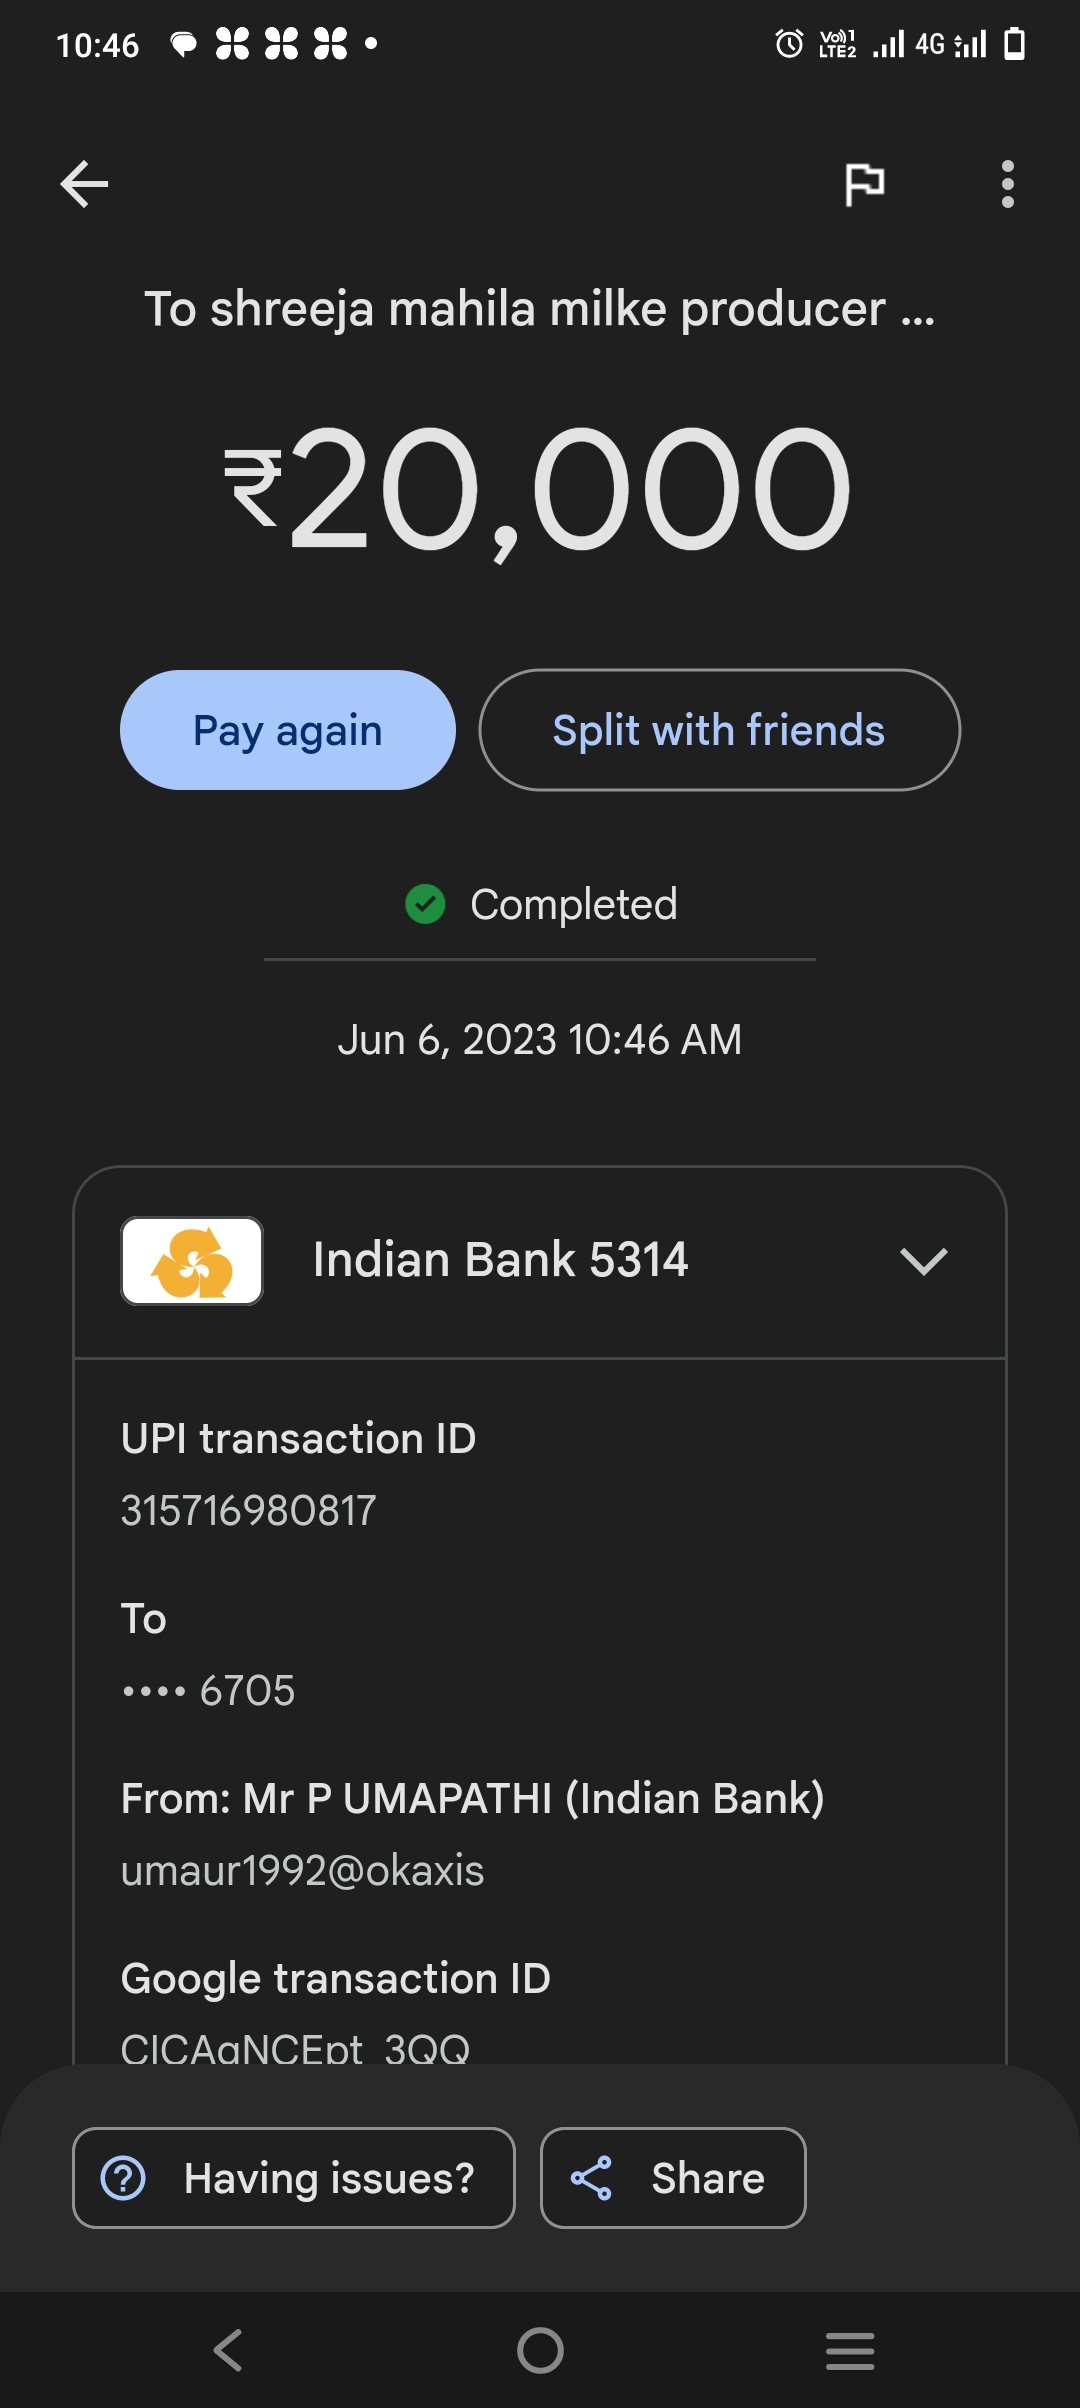 10:46
Vo))1
LTE2
4G
To shreeja mahila milke producer ...
₹20,000
Pay again
Split with friends
Completed
Jun 6, 2023 10:46 AM
Indian Bank 5314
UPI transaction ID
315716980817
To
•••• 6705
From: Mr P UMAPATHI (Indian Bank)
umaur1992@okaxis
Google transaction ID
CICAgNCEpt_3QQ
Having issues?
Share